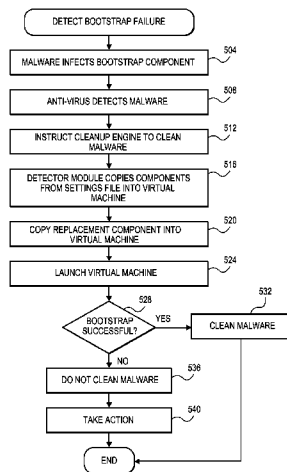 DETECT BOOTSTRAP FAILURE
504
MALWARE INFECTS BOOTSTRAP COMPONENT
508
ANTI-VIRUS DETECTS MALWARE
512
INSTRUCT CLEANUP ENGINE TO CLEAN
MALWARE
516
DETECTOR MODULE COPIES COMPONENTS
FROM SETTINGS FILE INTO VIRTUAL
MACHINE
520
COPY REPLACEMENT COMPONENT INTO
VIRTUAL MACHINE
524
LAUNCH VIRTUAL MACHINE
528
532
BOOTSTRAP
SUCCESSFUL?
YES
CLEAN MALWARE
NO
536
DO NOT CLEAN MALWARE
540
TAKE ACTION
END